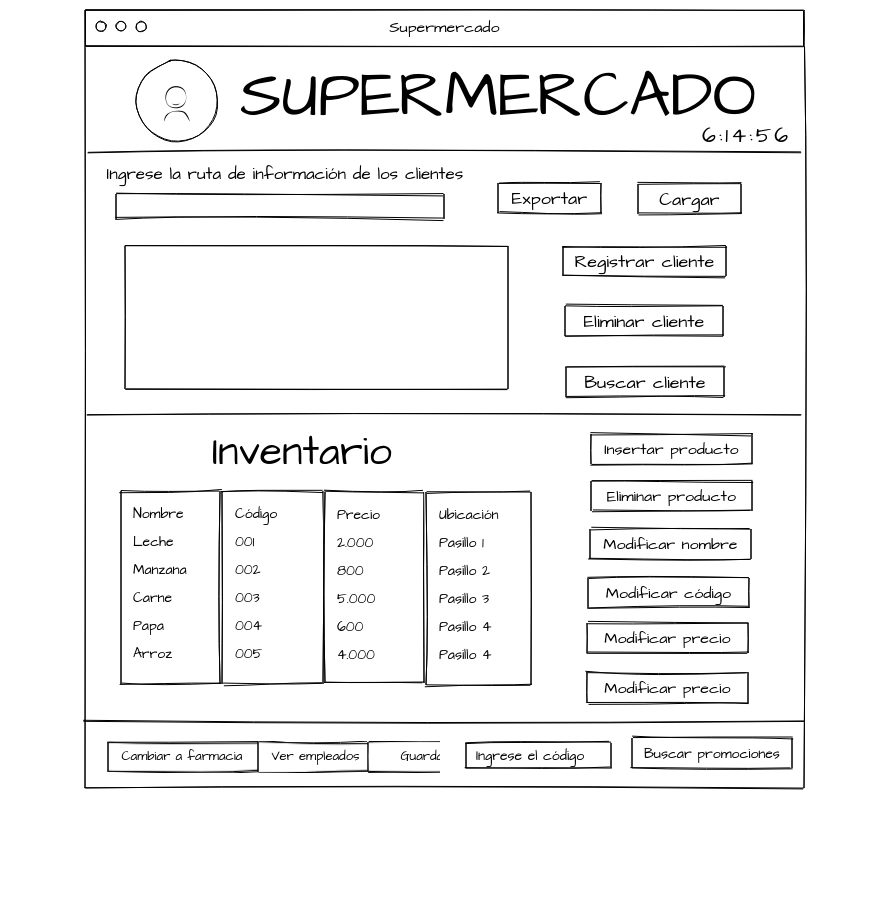 Supermercado
SUPERMERCADO
6:14:56
Ingrese la ruta de información de los clientes
Exportar
Cargar
Registrar cliente
Eliminar cliente
Buscar cliente
Inventario
Nombre Código Precio Ubicación
Leche 001 2.000 Pasillo 1
Manzana 002 800 Pasillo 2
Carne 003 5.000 Pasillo 3
Papa 004 600 Pasillo 4
Arroz 005 4.000 Pasillo 4
Insertar producto
Eliminar producto
Modificar nombre
Modificar código
Modificar precio
Modificar precio
Cambiar a farmacia
Ver empleados
Ingrese el código
Buscar promociones